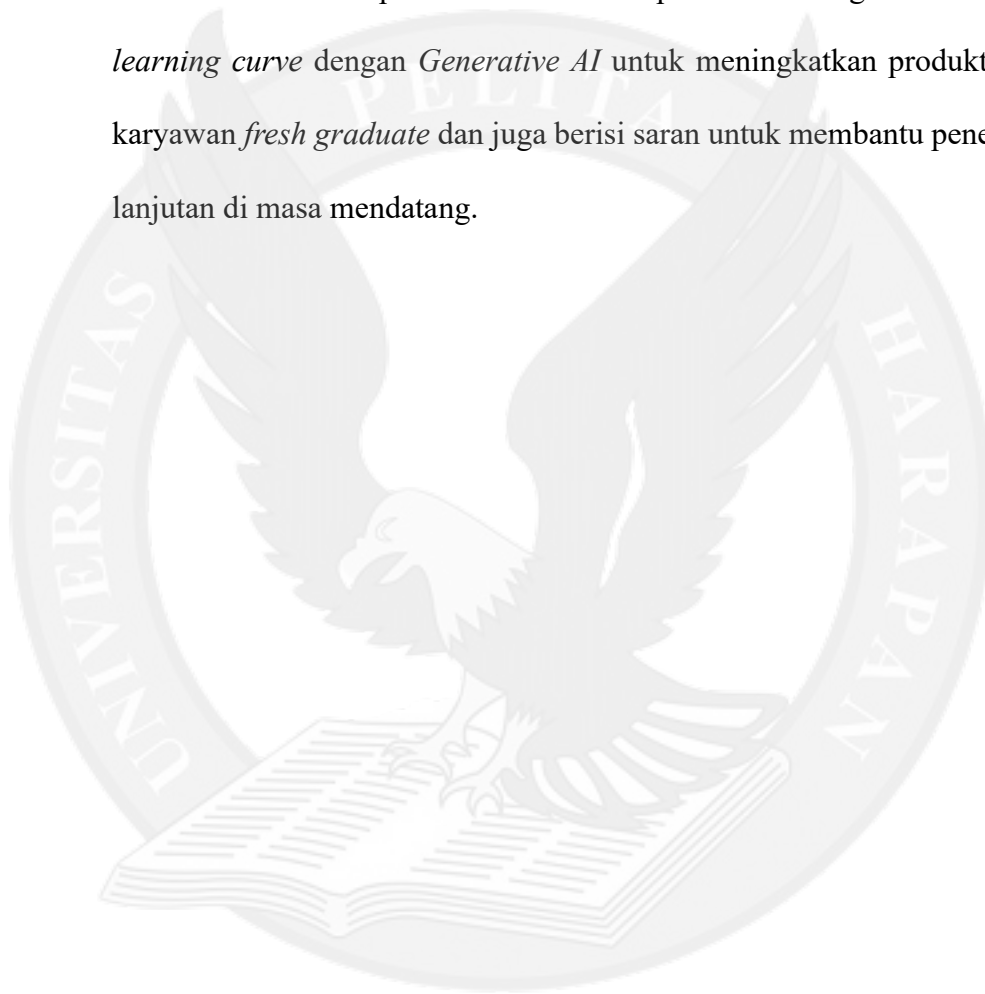 learning curve dengan Generative AI untuk meningkatkan produkt
karyawan fresh graduate dan juga berisi saran untuk membantu pene
lanjutan di masa mendatang.
UNIVERSITAS PELITA HARAPAN